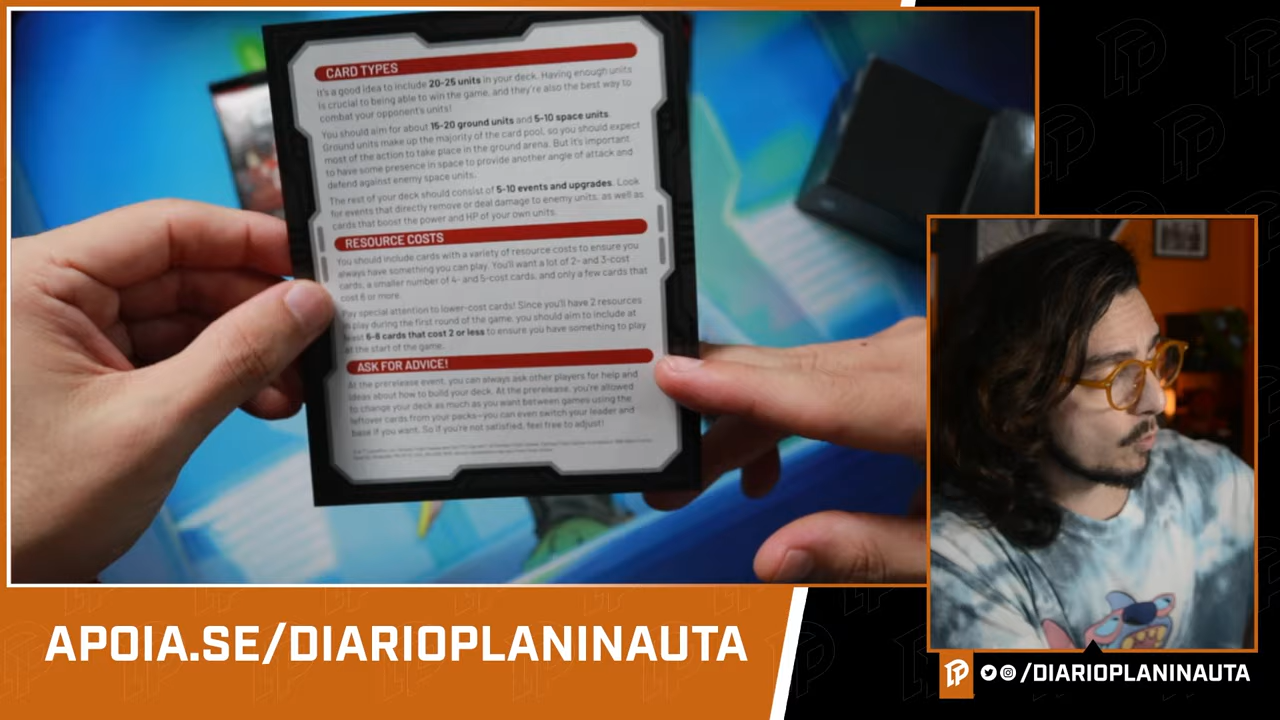 CARD TYPES
It's a good idea to include 20-25 units in your deck. Having enough units
is crucial to being able to win the game, and they're also the best way to
combat your opponent's units!
You should aim for about 15-20 ground units and 5-10 space units.
Ground units make up the majority of the card pool, so you should expect
most of the action to take place in the ground arena. But it's important
to have some presence in space to provide another angle of attack and
defend against enemy space units.
The rest of your deck should consist of 5-10 events and upgrades. Look
for events that directly remove or deal damage to enemy units, as well as
cards that boost the power and HP of your own units.
RESOURCE COSTS
You should include cards with a variety of resource costs to ensure you
always have something you can play. You'll want a lot of 2- and 3-cost
cards, a smaller number of 4- and 5-cost cards, and only a few cards that
cost 6 or more.
Pay special attention to lower-cost cards! Since you'll have 2 resources
in play during the first round of the game, you should aim to include at
least 6-8 cards that cost 2 or less to ensure you have something to play
at the start of the game.
ASK FOR ADVICE!
At the prerelease event, you can always ask other players for help and
ideas about how to build your deck. At the prerelease, you're allowed
to change your deck as much as you want between games using the
leftover cards from your packs—you can even switch your leader and
base if you want. So if you're not satisfied, feel free to adjust!
APOIA.SE/DIARIOPLANINAUTA
/DIARIOPLANINAUTA